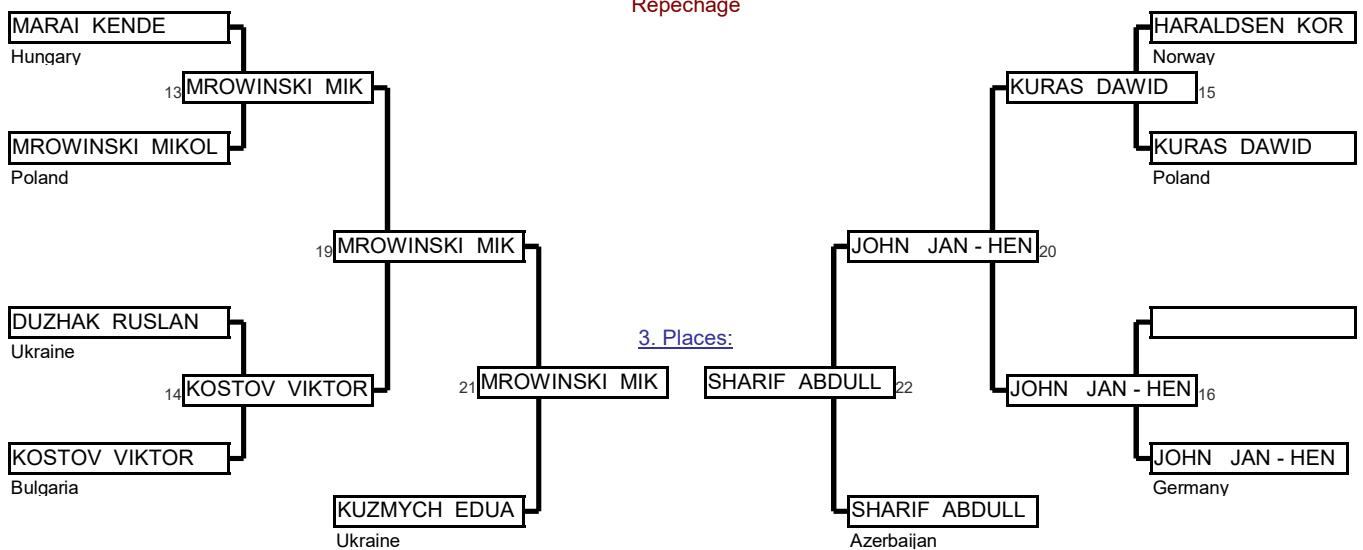 Repechage
MARAI KENDE
Hungary
HARALDSEN KOR
Norway
13 MROWINSKI MIK
KURAS DAWID 15
MROWINSKI MIKOL
Poland
KURAS DAWID
Poland
19 MROWINSKI MIK
JOHN JAN - HEN 20
DUZHAK RUSLAN
Ukraine
3. Places:
14 KOSTOV VIKTOR
21 MROWINSKI MIK
SHARIF ABDULL 22
JOHN JAN - HEN 16
KOSTOV VIKTOR
Bulgaria
JOHN JAN - HEN
Germany
KUZMYCH EDUA
Ukraine
SHARIF ABDULL
Azerbaijan